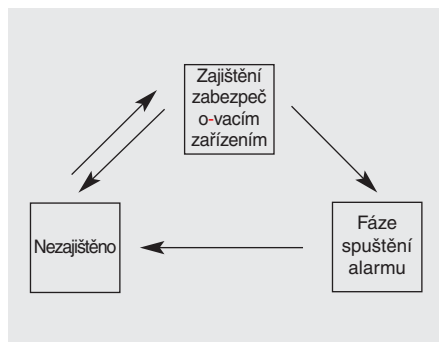 Zajištění
zabezpeč
o-vacím
zařízením
Nezajištěno
Fáze
spuštění
alarmu